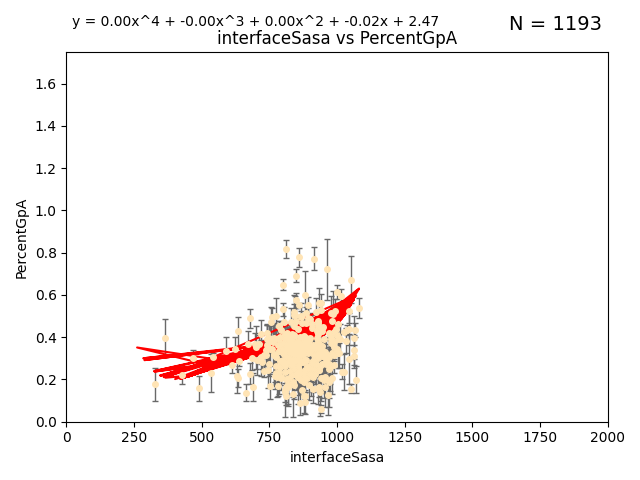 y = 0.00x^4 + -0.00x^3 + 0.00x^2 + -0.02x + 2.47
N = 1193
interfaceSasa vs PercentGpA
PercentGpA
1.6
1.4
1.2
1.0
0.8
0.6
0.4
0.2
0.0
0 250 500 750 1000 1250 1500 1750 2000
interfaceSasa